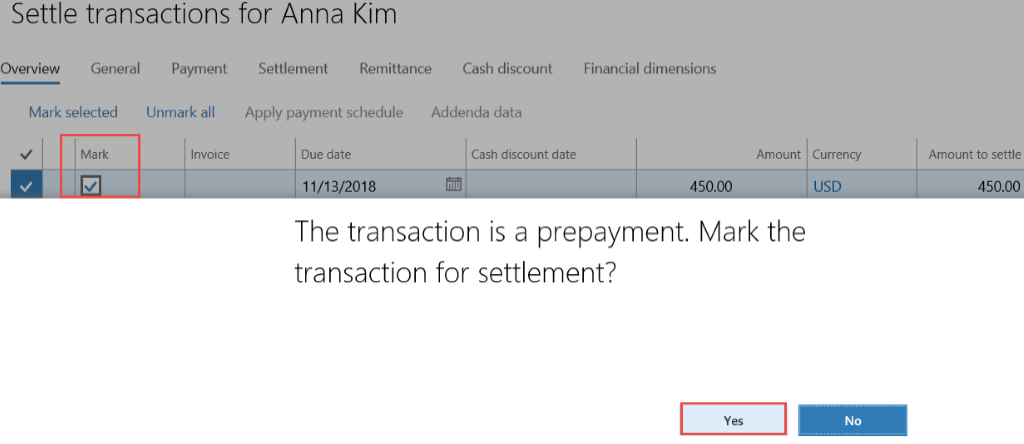 Settle transactions for Anna Kim
Overview General Payment Settlement Remittance Cash discount Financial dimensions
Mark selected Unmark all Apply payment schedule Addenda data
Mark Invoice Due date Cash discount date Amount Currency Amount to settle
11/13/2018 450.00 USD 450.00
The transaction is a prepayment. Mark the
transaction for settlement?
Yes No